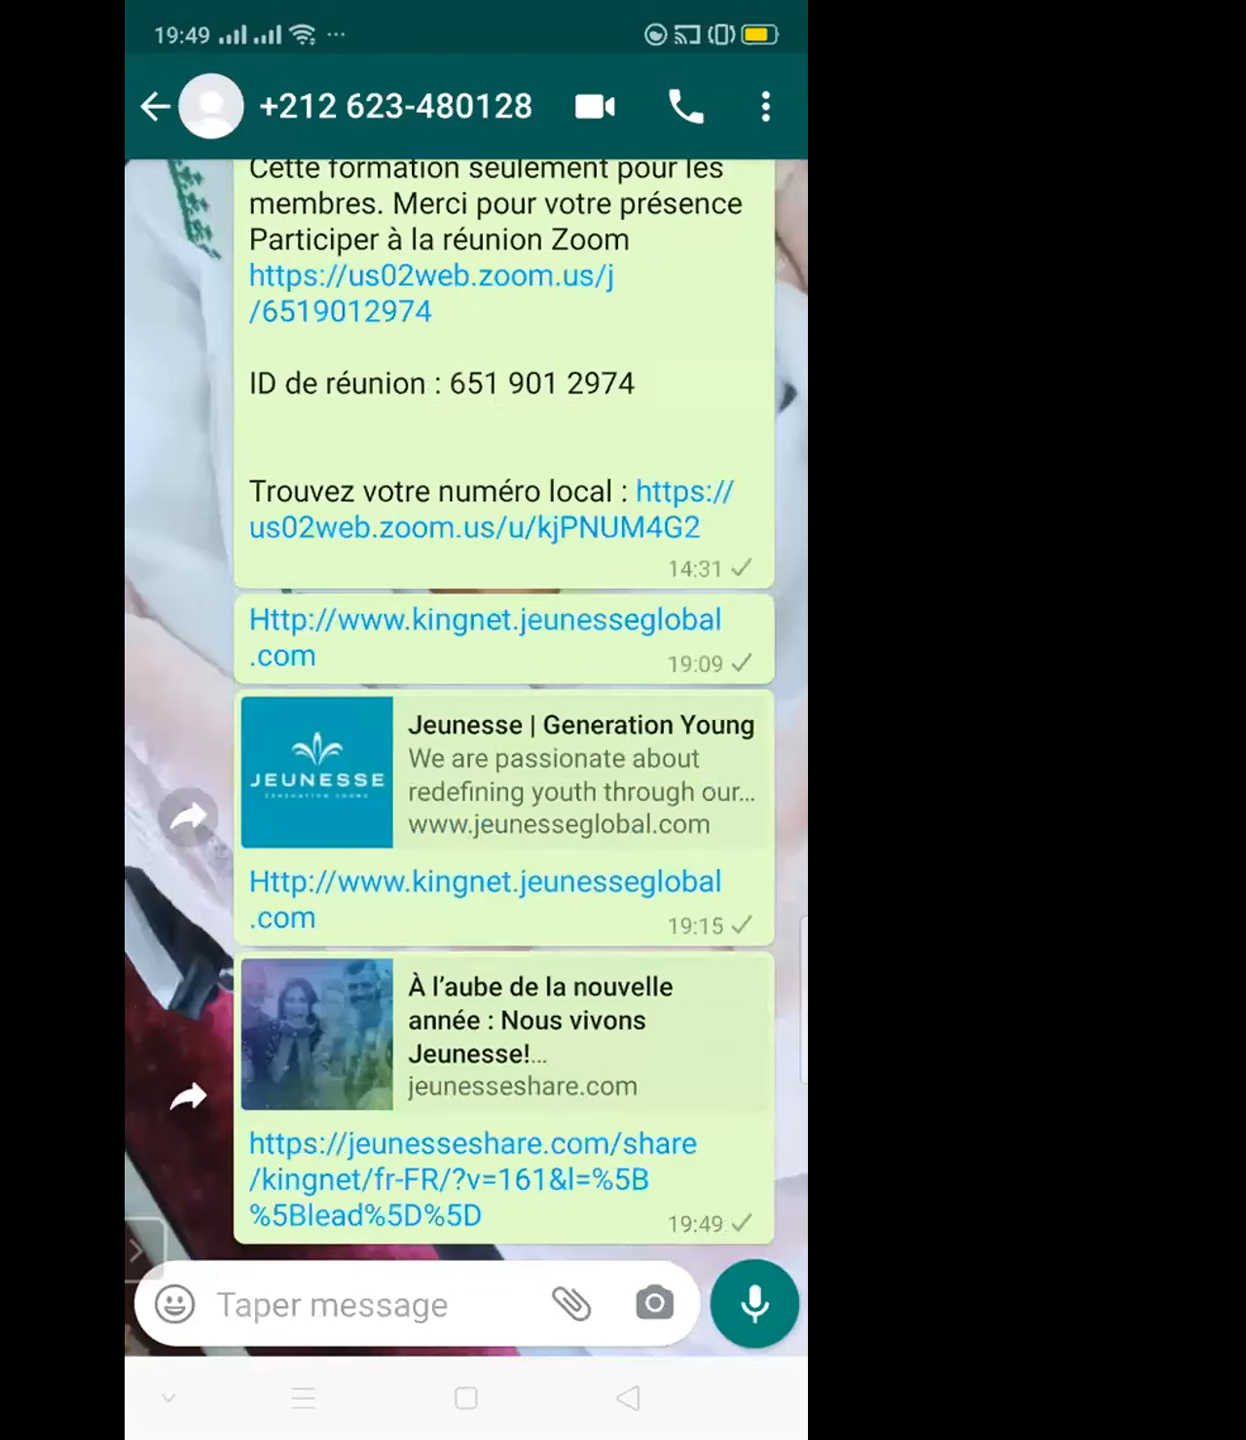 19:49
+212 623-480128
Cette formation seulement pour les
membres. Merci pour votre présence
Participer à la réunion Zoom
https://us02web.zoom.us/j
/6519012974
ID de réunion : 651 901 2974
Trouvez votre numéro local : https://
us02web.zoom.us/u/kjPNUM4G2
14:31
Http://www.kingnet.jeunesseglobal
.com
19:09
JEUNESSE
GENERATION YOUNG
Jeunesse | Generation Young
We are passionate about
redefining youth through our...
www.jeunesseglobal.com
Http://www.kingnet.jeunesseglobal
.com
19:15
À l’aube de la nouvelle
année : Nous vivons
Jeunesse!...
jeunesseshare.com
https://jeunesseshare.com/share
/kingnet/fr-FR/?v=161&l=%5B
%5Blead%5D%5D
19:49
Taper message